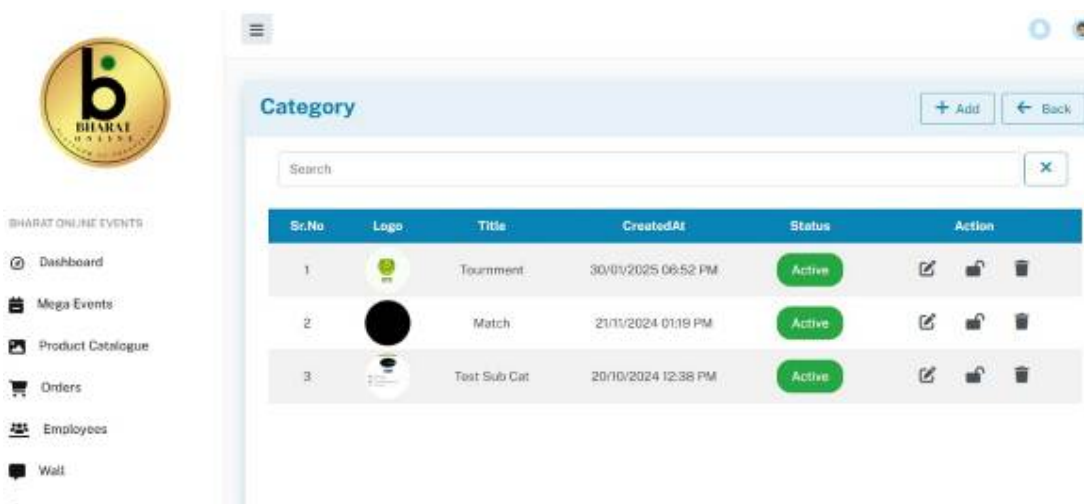 b
BHARAT
ONLINE
BHARAT ONLINE EVENTS
Dashboard
Mega Events
Product Catalogue
Orders
Employees
Wall
Category
+ Add
← Back
Search
Sr.No Logo Title CreatedAt Status Action
1 Tournment 30/01/2025 06:52 PM Active
2 Match 21/11/2024 01:19 PM Active
3 Test Sub Cat 20/10/2024 12:38 PM Active